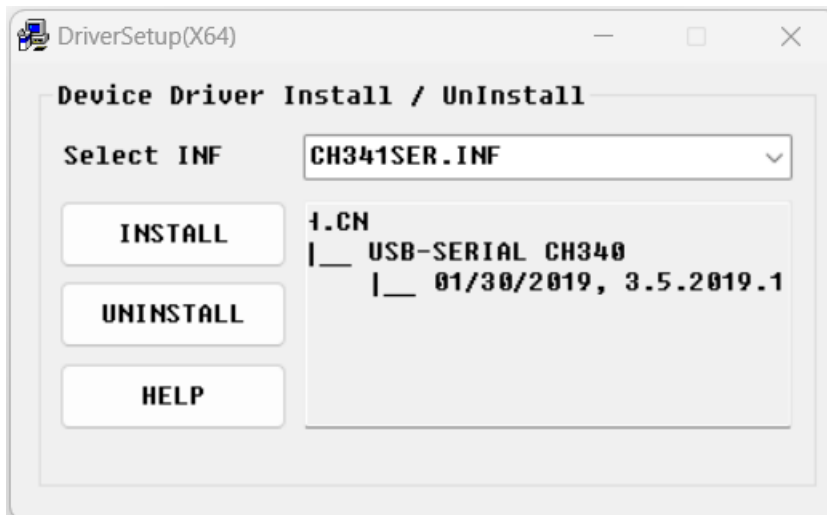 DriverSetup(X64)
Device Driver Install / UnInstall
Select INF
CH341SER.INF
INSTALL
UNINSTALL
HELP
.CN
|__ USB-SERIAL CH340
|__ 01/30/2019, 3.5.2019.1